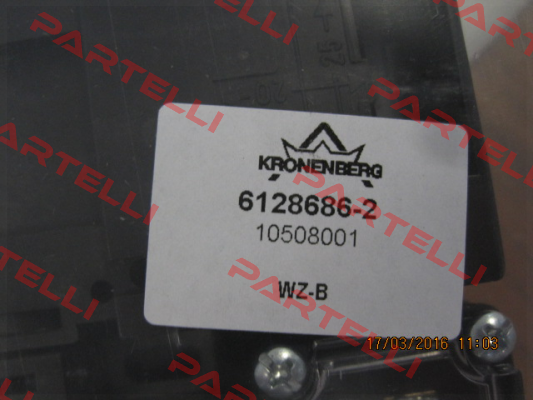 KRONENBERG
6128686-2
10508001
WZ-B
17/03/2016 11:03
PARTELLI
PARTELLI
PARTELLI
PARTELLI
PARTELLI
PARTELLI
PARTELLI